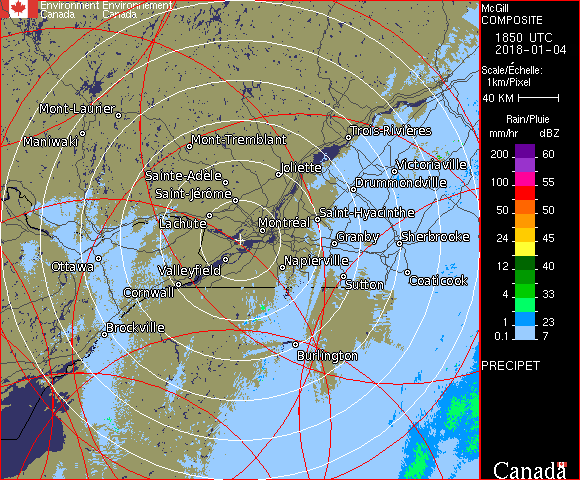 Environment Environnement
Canada Canada
McGill
COMPOSITE
1850 UTC
2018-01-04
Scale/Échelle:
1km/Pixel
40 KM
Rain/Pluie
mm/hr dBZ
200 60
55
100 55
50 50
24 45
12 40
4 33
1 23
0.1 7
PRECIPET
Canada
Mont-Laurier
Maniwaki
Mont-Tremblant
Trois-Rivières
Sainte-Adèle
Joliette
Victoriaville
Saint-Jérôme
Drummondville
Lachute
Montréal
Saint-Hyacinthe
Granby
Sherbrooke
Ottawa
Valleyfield
Napierville
Cornwall
Sutton
Coaticook
Brockville
Burlington